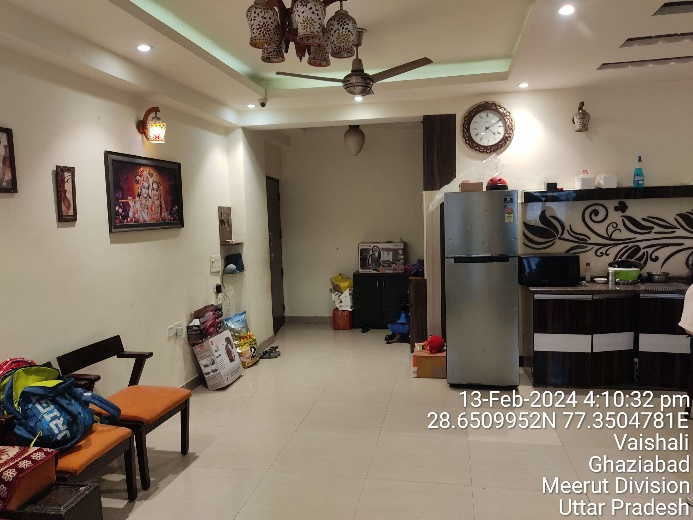 13-Feb-2024 4:10:32 pm
28.6509952N 77.3504781E
Vaishali
Ghaziabad
Meerut Division
Uttar Pradesh